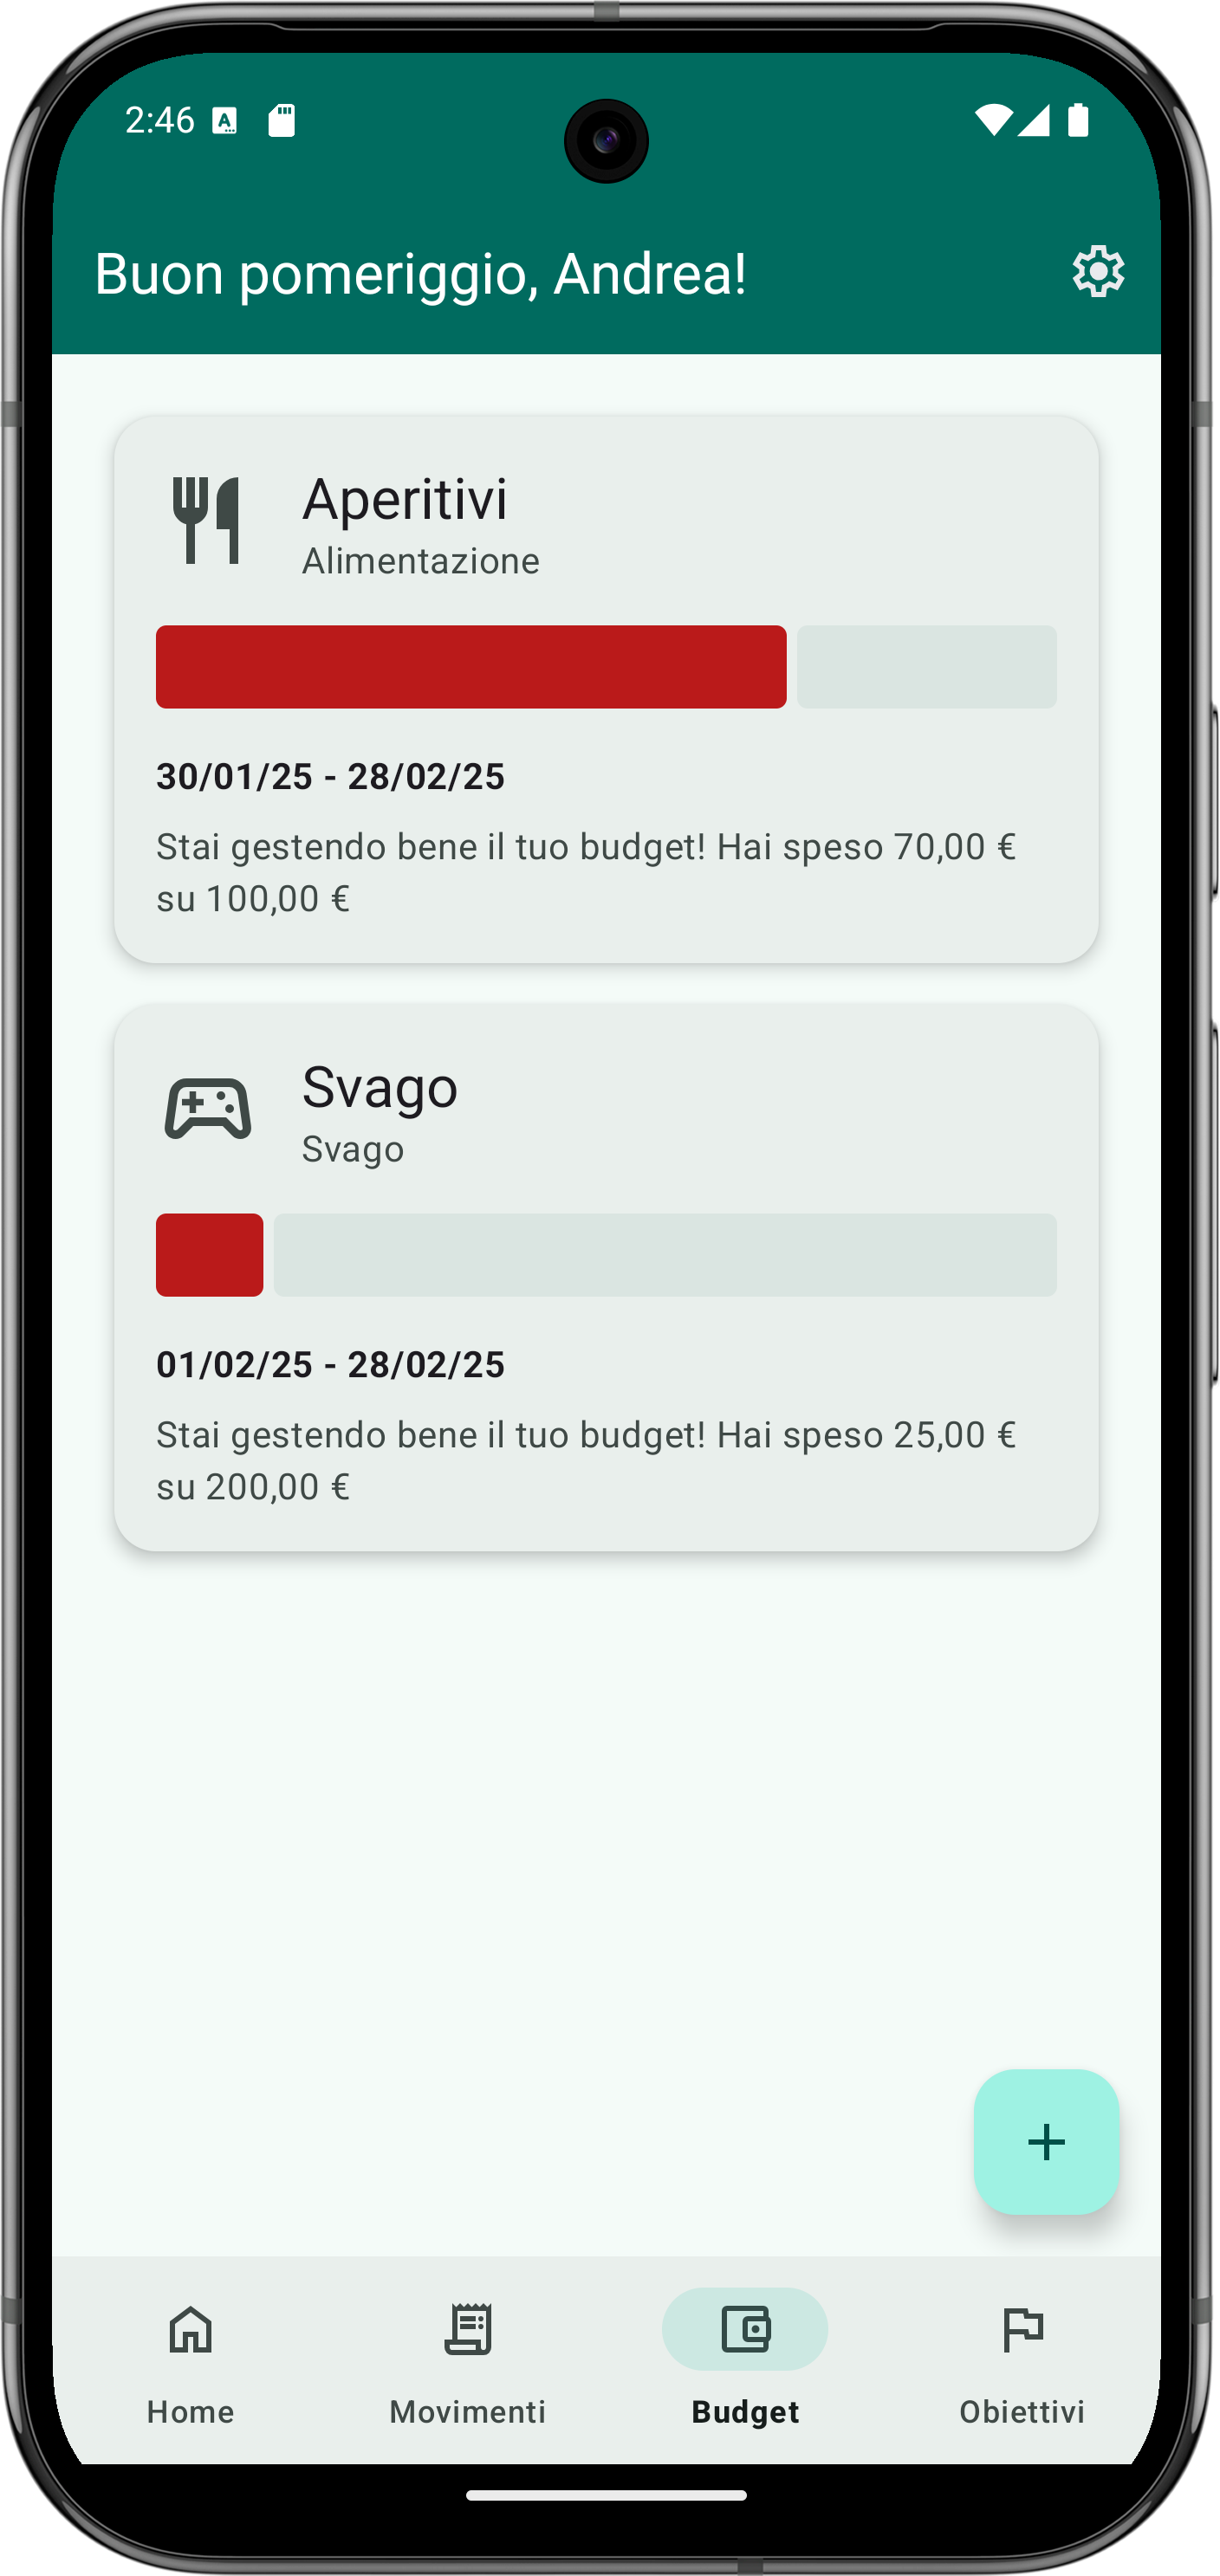 2:46
Buon pomeriggio, Andrea!
Aperitivi
Alimentazione
30/01/25 - 28/02/25
Stai gestendo bene il tuo budget! Hai speso 70,00 €
su 100,00 €
Svago
Svago
01/02/25 - 28/02/25
Stai gestendo bene il tuo budget! Hai speso 25,00 €
su 200,00 €
Home
Movimenti
Budget
Obiettivi